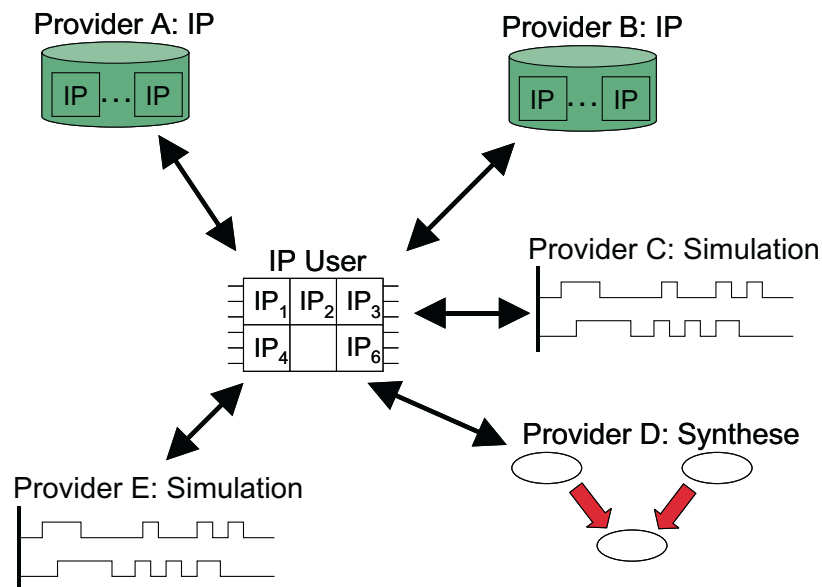 Provider A: IP
IP ... IP
Provider B: IP
IP ... IP
IP User
IP1 IP2 IP3
IP4 IP6
Provider C: Simulation
Provider D: Synthese
Provider E: Simulation